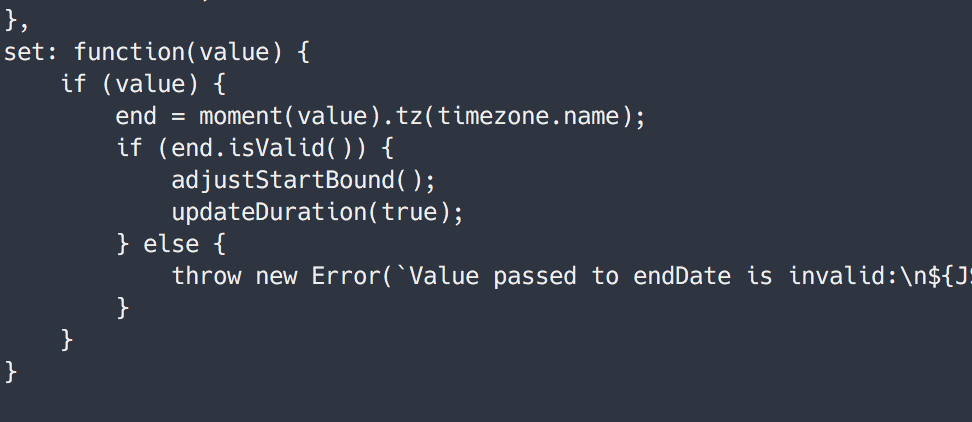 },
set: function(value) {
    if (value) {
        end = moment(value).tz(timezone.name);
        if (end.isValid()) {
            adjustStartBound();
            updateDuration(true);
        } else {
            throw new Error(`Value passed to endDate is invalid:\n${JS
        }
    }
}